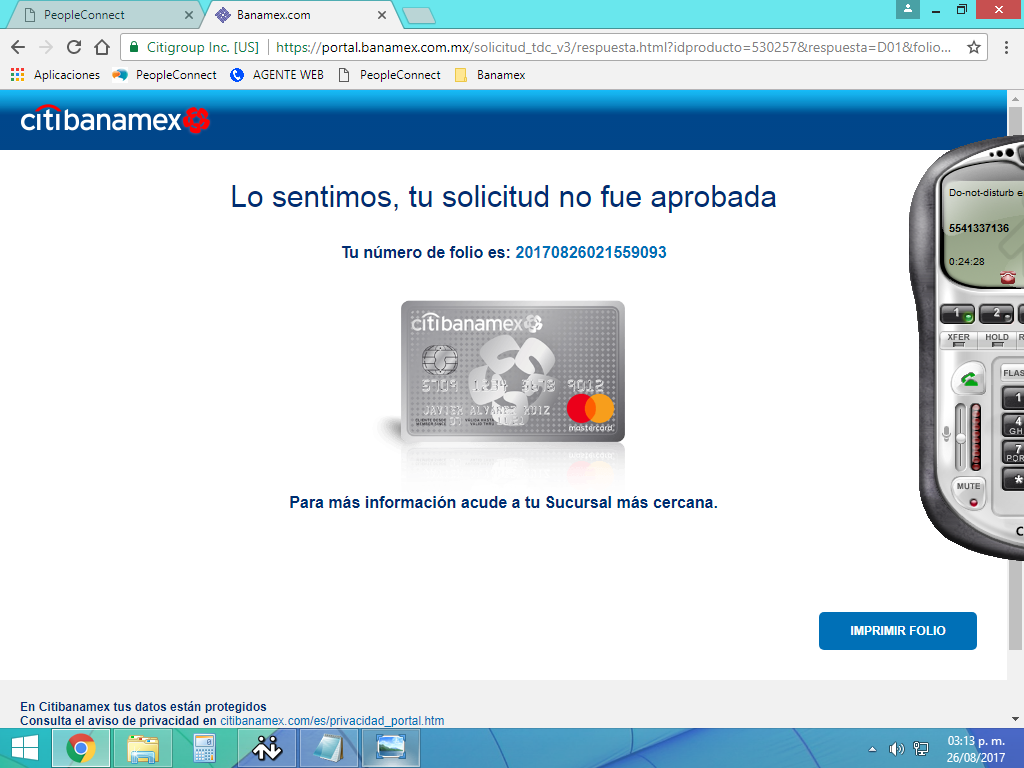 PeopleConnect
Banamex.com
Citigroup Inc. [US]
https://portal.banamex.com.mx/solicitud_tdc_v3/respuesta.html?idproducto=530257&respuesta=D01&folio...
Aplicaciones
PeopleConnect
AGENTE WEB
PeopleConnect
Banamex
citibanamex
Lo sentimos, tu solicitud no fue aprobada
Tu número de folio es: 20170826021559093
citibanamex
5704 1234 5678 9012
JAVIER ALVAREZ RUIZ
mastercard
Para más información acude a tu Sucursal más cercana.
IMPRIMIR FOLIO
En Citibanamex tus datos están protegidos
Consulta el aviso de privacidad en citibanamex.com/es/privacidad_portal.htm
Do-not-disturb e
5541337136
0:24:28
1
2
XFER
HOLD
R
FLAS
1
4
GH
7
POR
*
MUTE
C
03:13 p. m.
26/08/2017